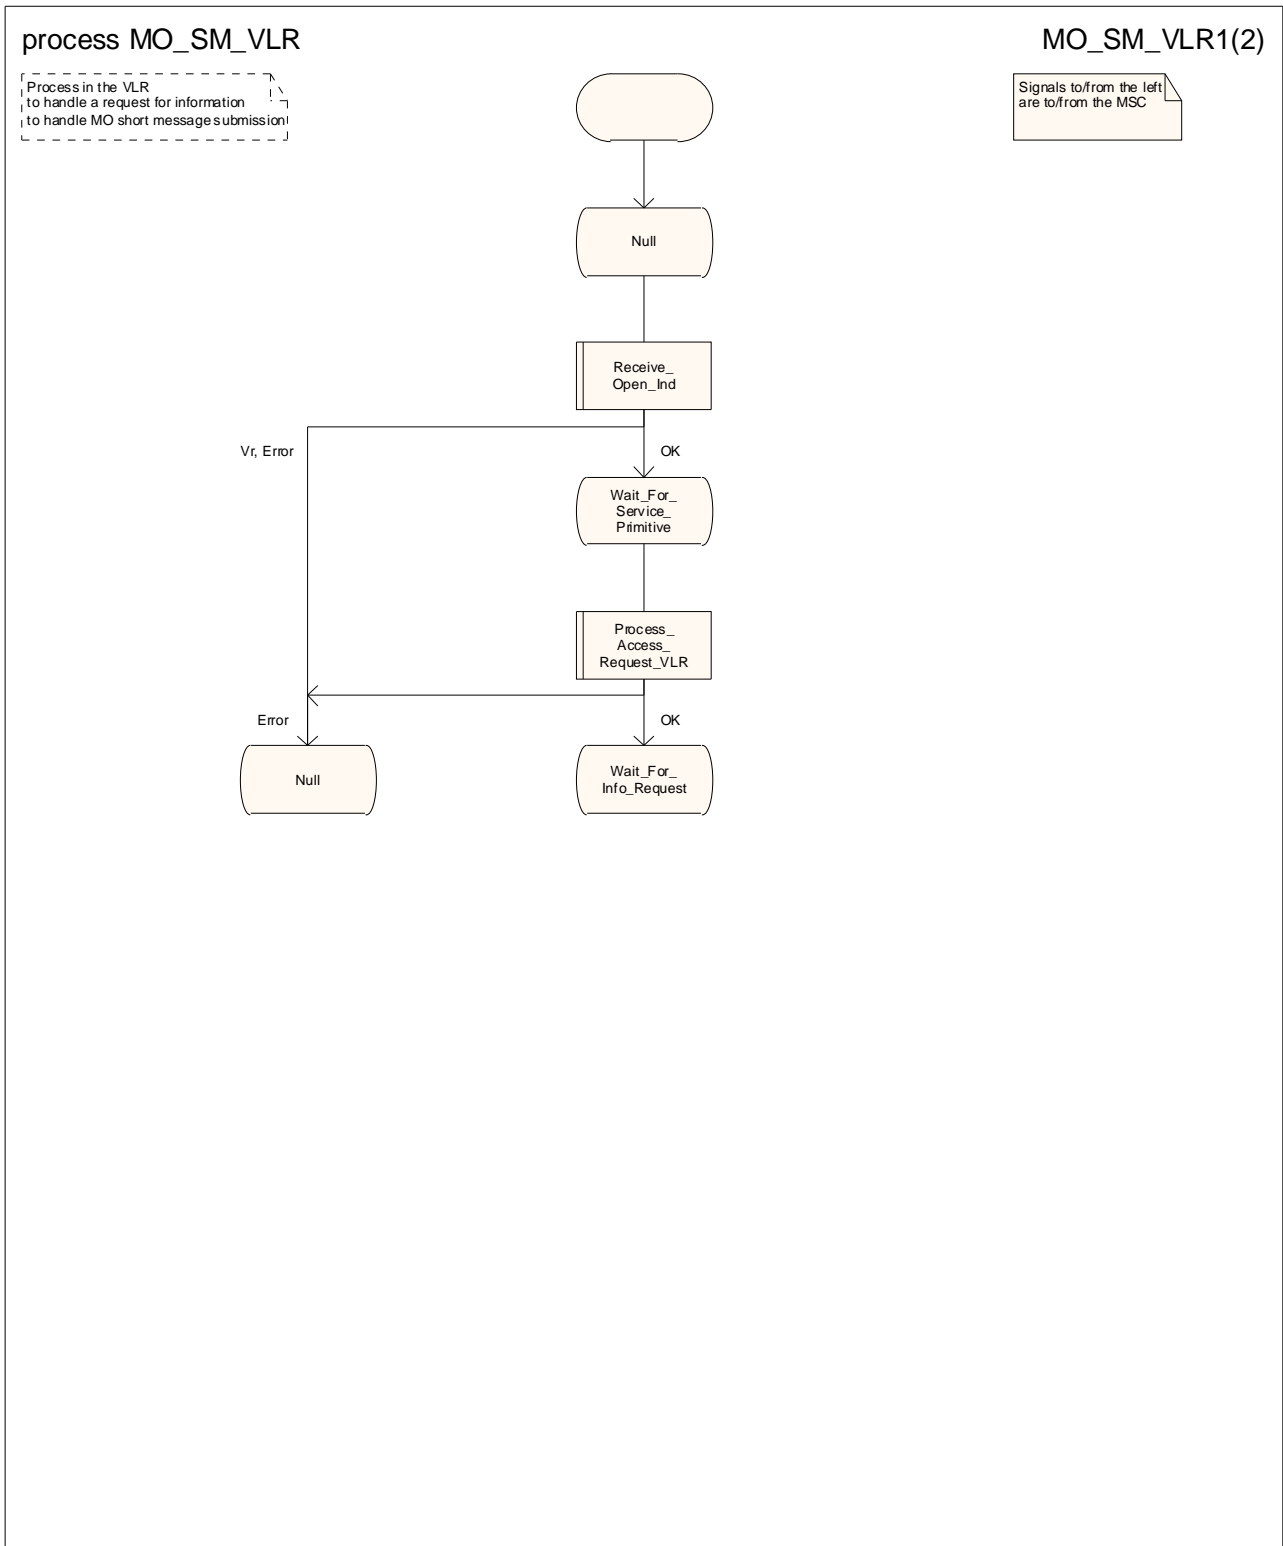 process MO_SM_VLR
MO_SM_VLR1(2)
Process in the VLR
to handle a request for information
to handle MO short message submission
Signals to/from the left
are to/from the MSC
Null
Receive_
Open_Ind
Vr, Error
OK
Wait_For_
Service_
Primitive
Process_
Access_
Request_VLR
Error
OK
Null
Wait_For_
Info_Request